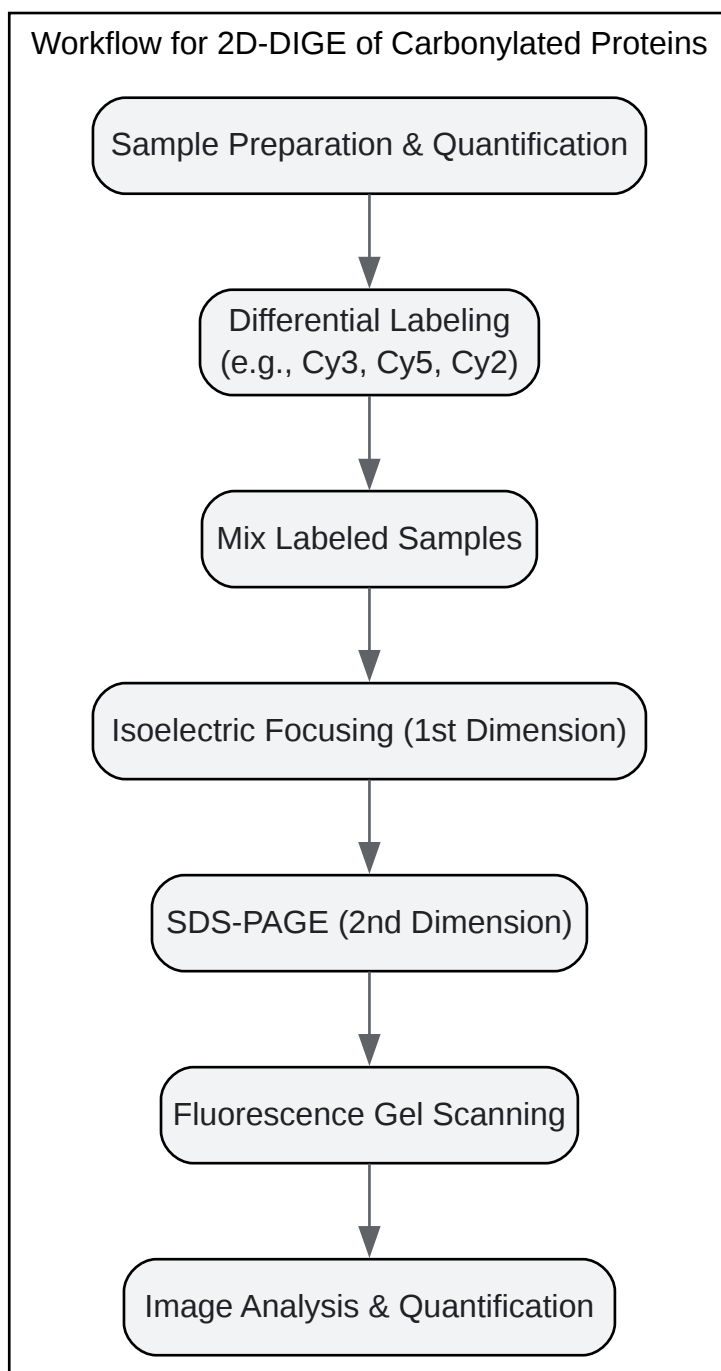 Workflow for 2D-DIGE of Carbonylated Proteins
Sample Preparation & Quantification
Differential Labeling
(e.g., Cy3, Cy5, Cy2)
Mix Labeled Samples
Isoelectric Focusing (1st Dimension)
SDS-PAGE (2nd Dimension)
Fluorescence Gel Scanning
Image Analysis & Quantification